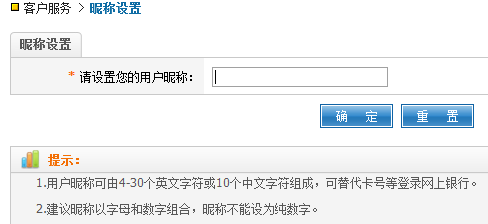 客户服务 > 昵称设置
昵称设置
* 请设置您的用户昵称：
确 定 重 置
提示：
1.用户昵称可由4-30个英文字符或10个中文字符组成，可替代卡号等登录网上银行。
2.建议昵称以字母和数字组合，昵称不能设为纯数字。